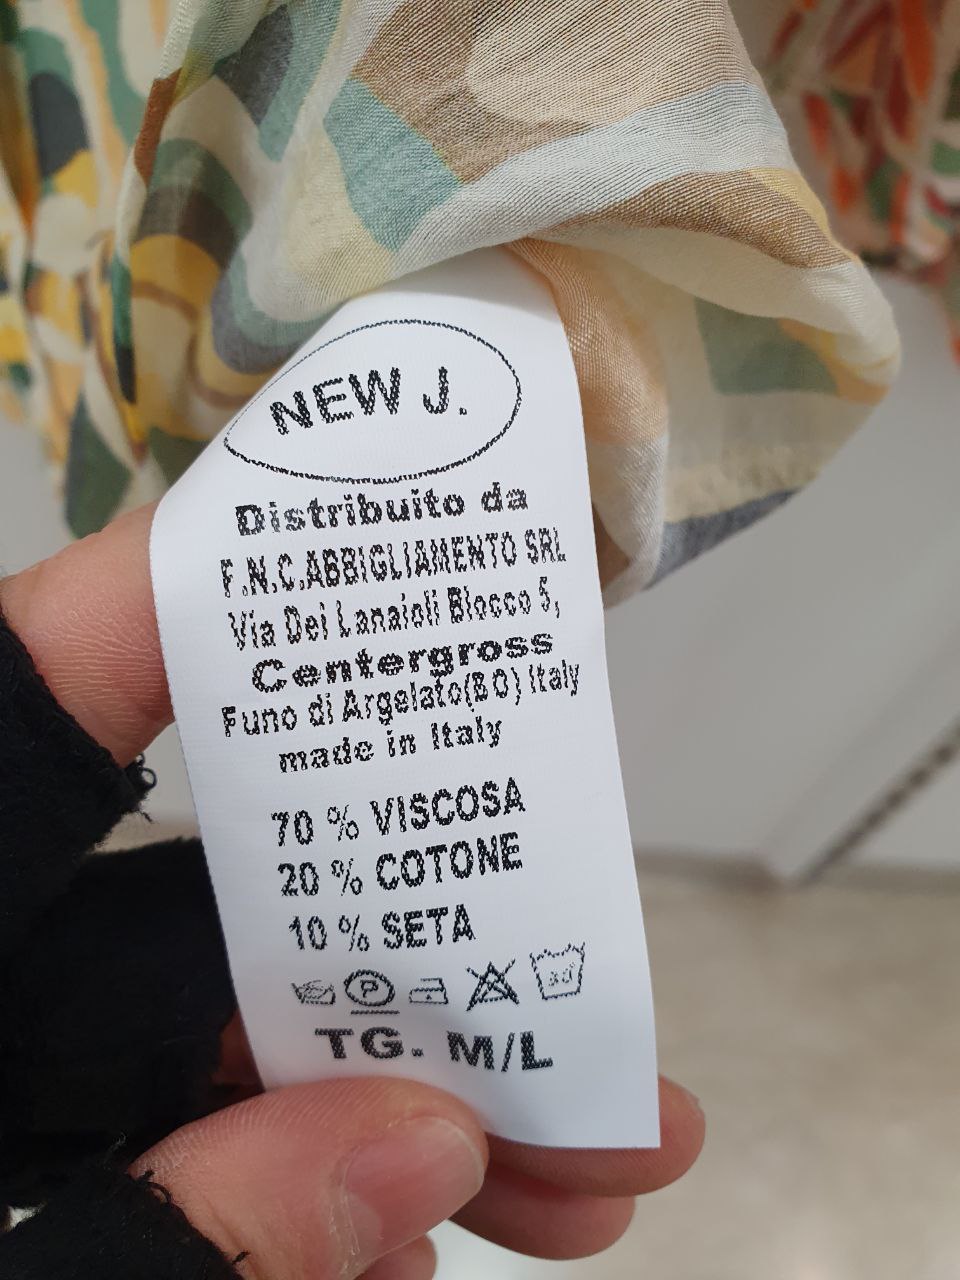 NEW J.
Distribuito da
F.N.C.ABBIGLIAMENTO SRL
Via Dei Lanaioli Blocco 5,
Centergross
Funo di Argelato(BO) Italy
made in Italy
70 % VISCOSA
20 % COTONE
10 % SETA
P 30°
TG. M/L